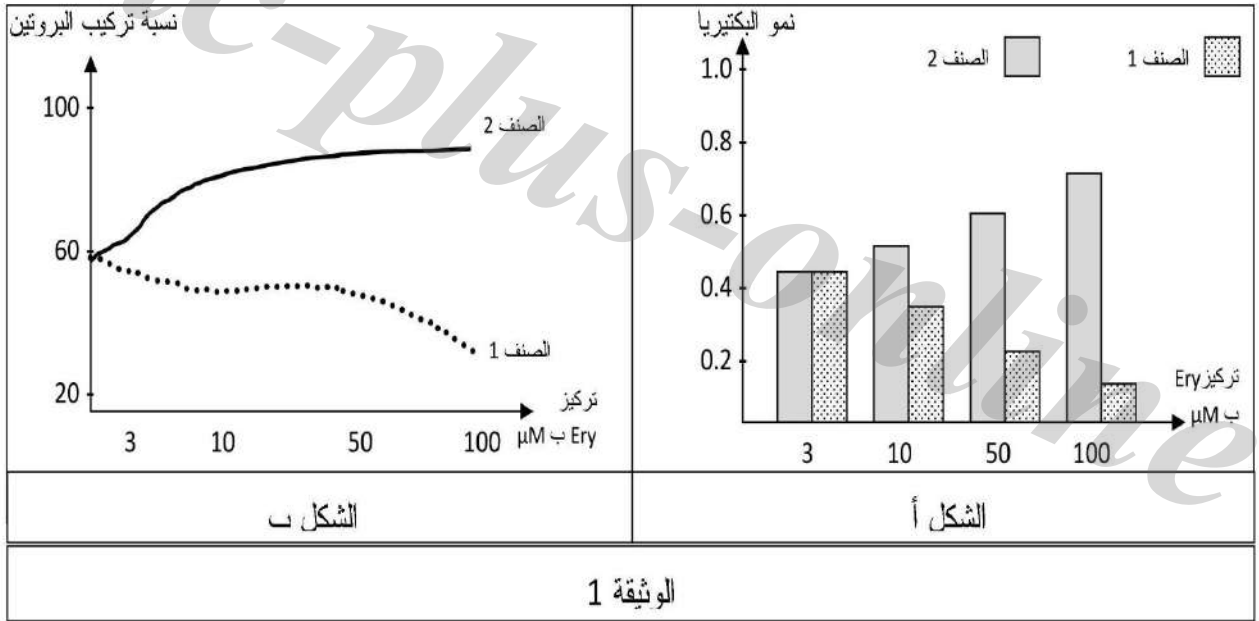 نمو البكتيريا
الصنف 1
الصنف 2
1.0
0.8
0.6
0.4
0.2
تركيز Ery
ب µM
3 10 50 100
الشكل أ
نسبة تركيب البروتين
100
60
20
الصنف 2
الصنف 1
تركيز
Ery ب µM
3 10 50 100
الشكل ب
الوثيقة 1
c-plus-online